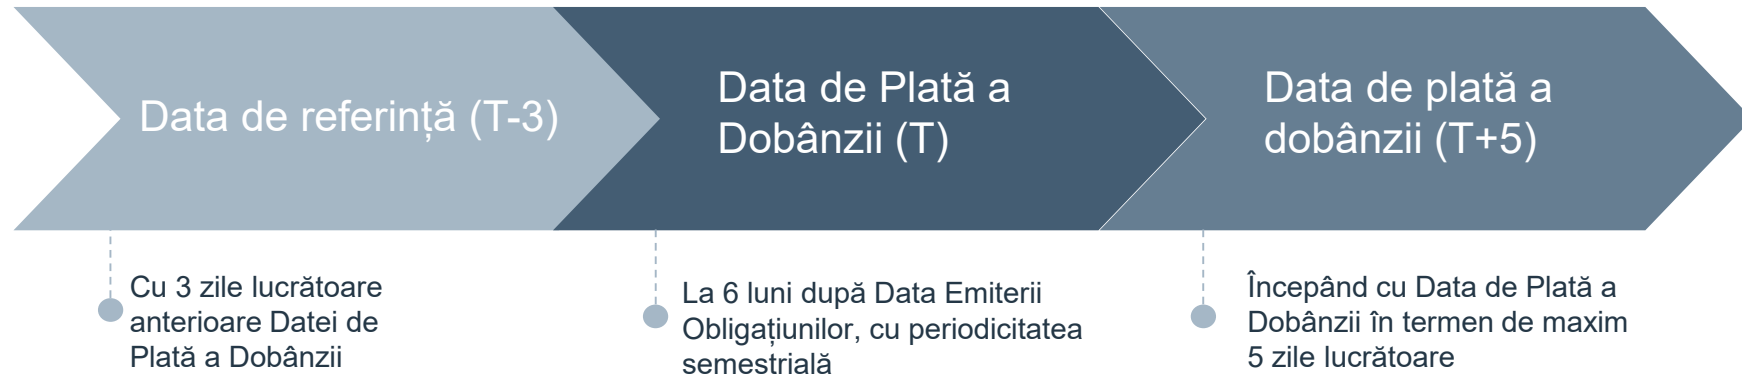 Data de referință (T-3)
Data de Plată a
Dobânzii (T)
Data de plată a
dobânzii (T+5)
Cu 3 zile lucrătoare
anterioare Datei de
Plată a Dobânzii
La 6 luni după Data Emiterii
Obligațiunilor, cu periodicitatea
semestrială
Începând cu Data de Plată a
Dobânzii în termen de maxim
5 zile lucrătoare